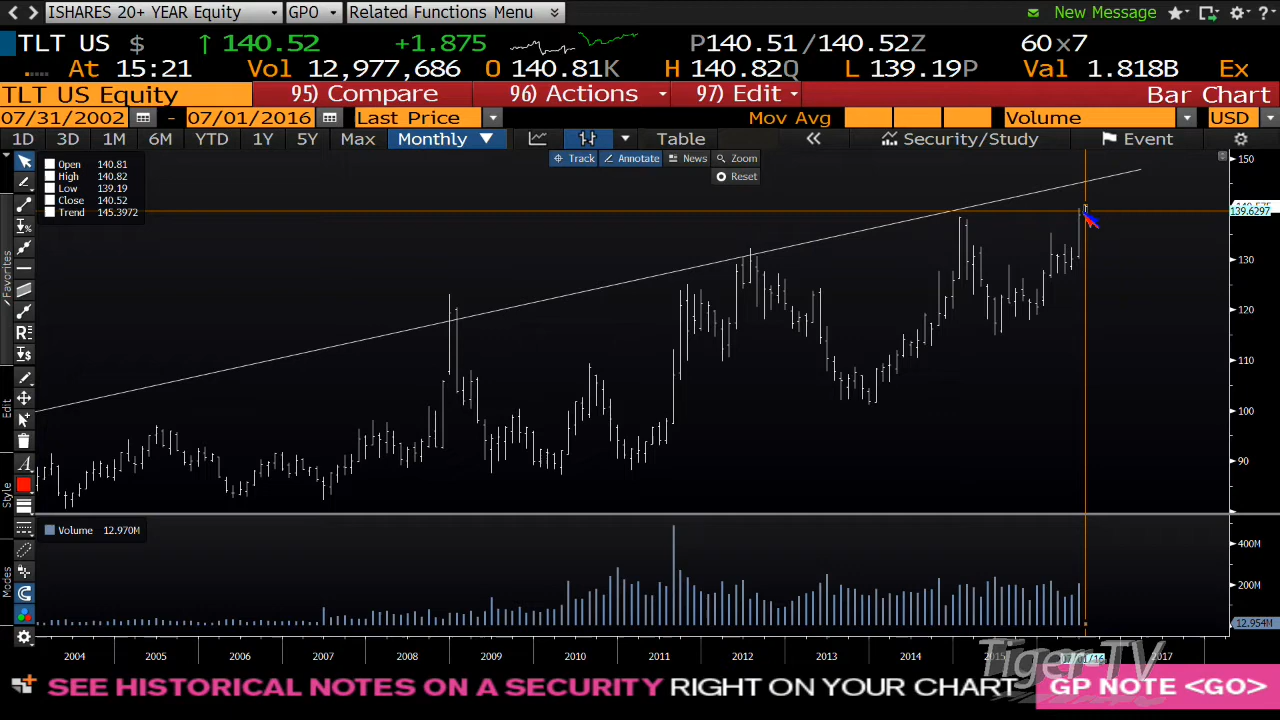 ISHARES 20+ YEAR Equity GPO Related Functions Menu New Message
TLT US $ ↑ 140.52 +1.875 P140.51/140.52Z 60x7
At 15:21 Vol 12,977,686 O 140.81K H 140.82Q L 139.19P Val 1.818B Ex
TLT US Equity 95) Compare 96) Actions 97) Edit Bar Chart
07/31/2002 - 07/01/2016 Last Price Mov Avg Volume USD
1D 3D 1M 6M YTD 1Y 5Y Max Monthly ▼ Table « Security/Study Event
Track Annotate News Zoom
Reset
Open 140.81
High 140.82
Low 139.19
Close 140.52
Trend 145.3972
Favorites
Edit
Style
Modes
150
139.6297
130
120
110
100
90
Volume 12.970M
400M
200M
12.954M
2004 2005 2006 2007 2008 2009 2010 2011 2012 2013 2014 2015 07/01/16 2017
Tiger-TV
SEE HISTORICAL NOTES ON A SECURITY RIGHT ON YOUR CHART GP NOTE <GO>